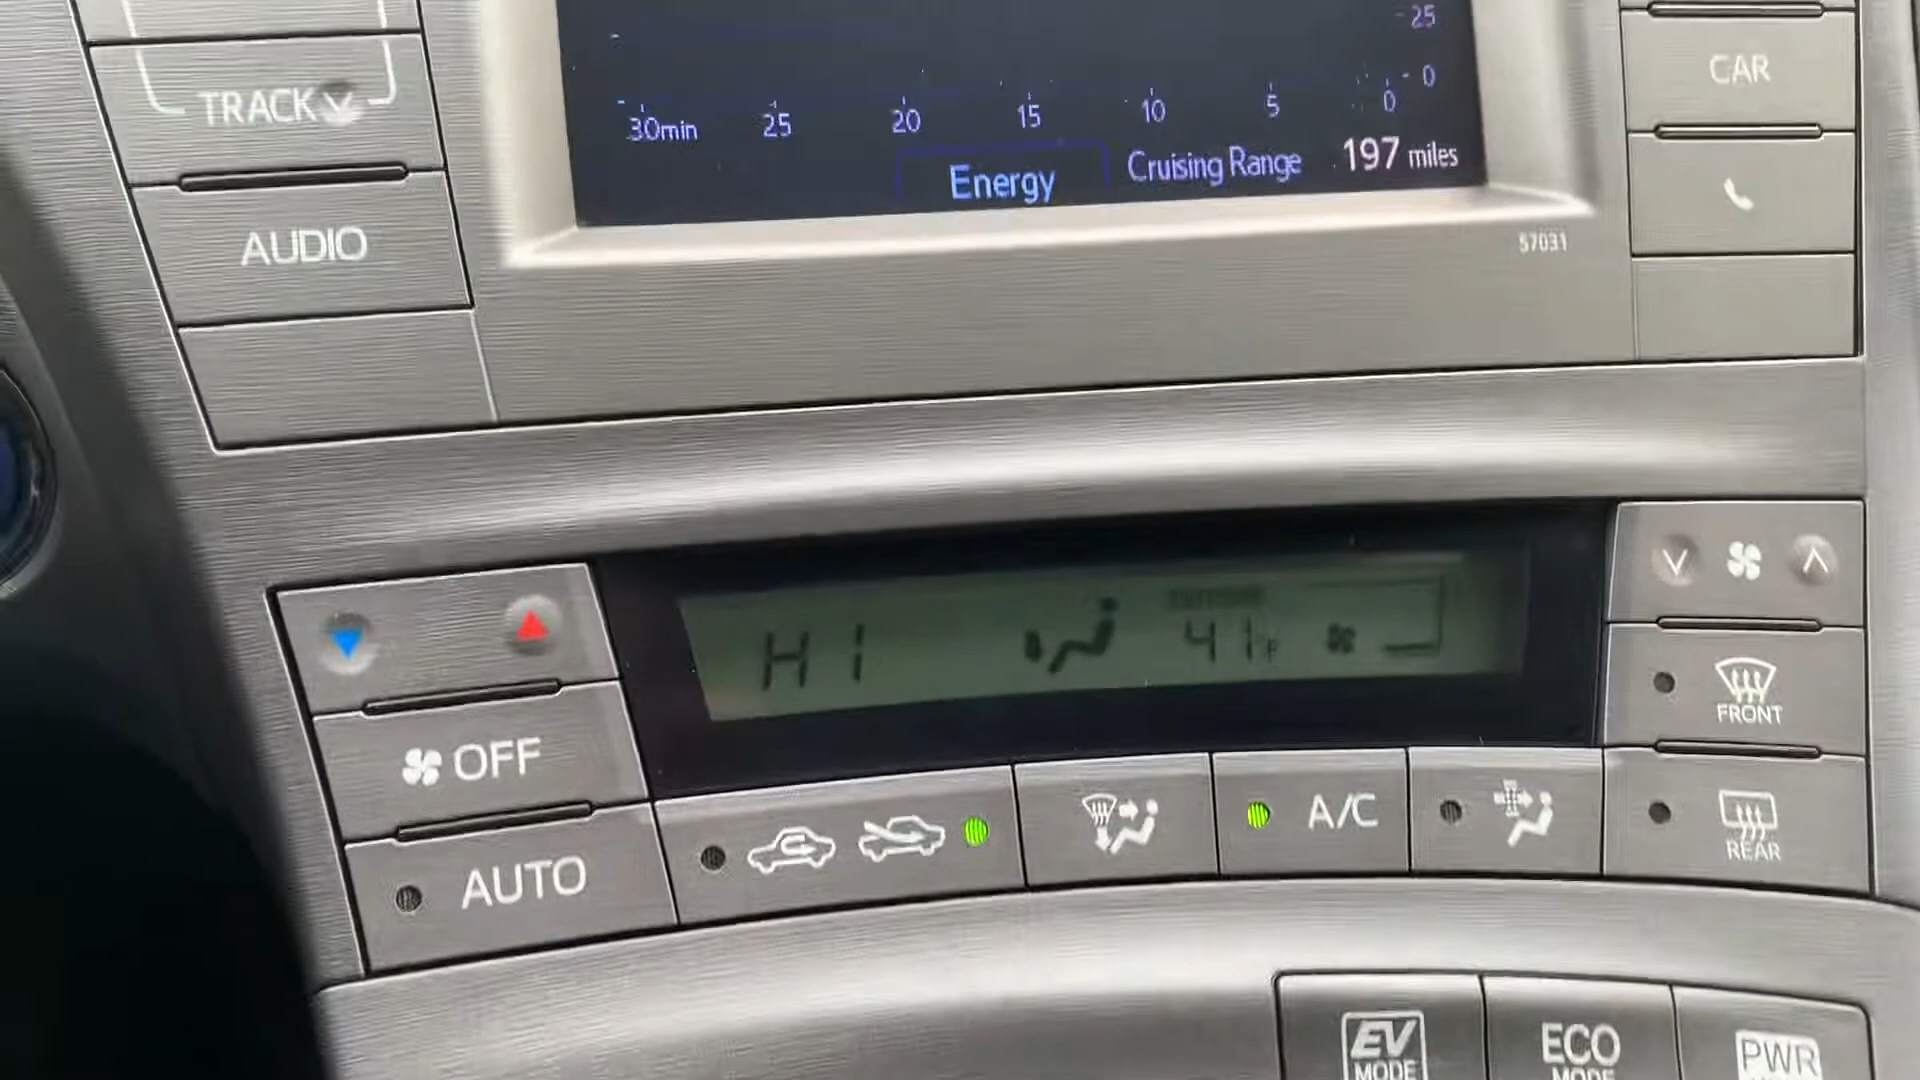 TRACK
AUDIO
25
0
30min 25 20 15 10 5 0
Energy Cruising Range 197 miles
57031
CAR
HI 41°F
OFF
AUTO
A/C
FRONT
REAR
EV
MODE
ECO
MODE
PWR